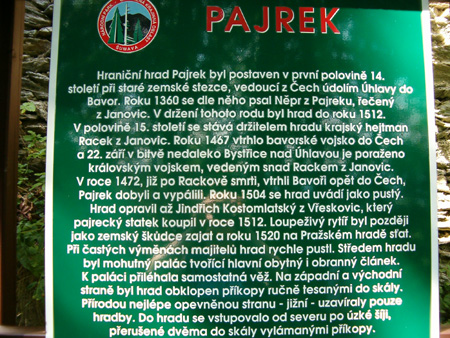 PAJREK
ŠUMAVA
Hraniční hrad Pajrek byl postaven v první polovině 14.
století při staré zemské stezce, vedoucí z Čech údolím Úhlavy do
Bavor. Roku 1360 se dle něho psal Něpr z Pajreku, řečený
z Janovic. V držení tohoto rodu byl hrad do roku 1512.
V polovině 15. století se stává držitelem hradu krajský hejtman
Racek z Janovic. Roku 1467 vtrhlo bavorské vojsko do Čech
a 22. září v bitvě nedaleko Bystřice nad Úhlavou je poraženo
královským vojskem, vedeným snad Rackem z Janovic.
V roce 1472, již po Rackově smrti, vtrhli Bavoři opět do Čech,
Pajrek dobyli a vypálili. Roku 1504 se hrad uvádí jako pustý.
Hrad opravil až Jindřich Kostomlatský z Vřeskovic, který
pajrecký statek koupil v roce 1512. Loupeživý rytíř byl později
jako zemský škůdce zajat a roku 1520 na Pražském hradě sťat.
Při častých výměnách majitelů hrad rychle pustl. Středem hradu
byl mohutný palác tvořící hlavní obytný i obranný článek.
K paláci přiléhala samostatná věž. Na západní a východní
straně byl hrad obklopen příkopy ručně tesanými do skály.
Přírodou nejlépe opevněnou stranu - jižní - uzavíraly pouze
hradby. Do hradu se vstupovalo od severu po úzké šíji,
přerušené dvěma do skály vylámanými příkopy.